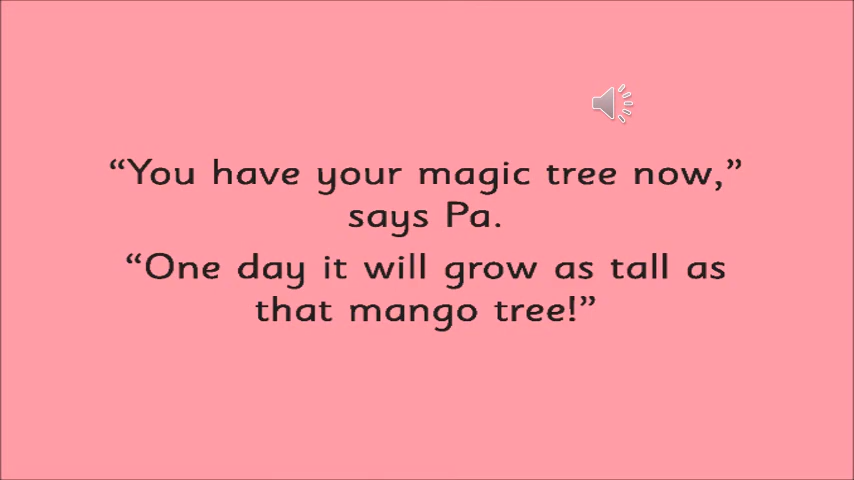 “You have your magic tree now,”
says Pa.
“One day it will grow as tall as
that mango tree!”